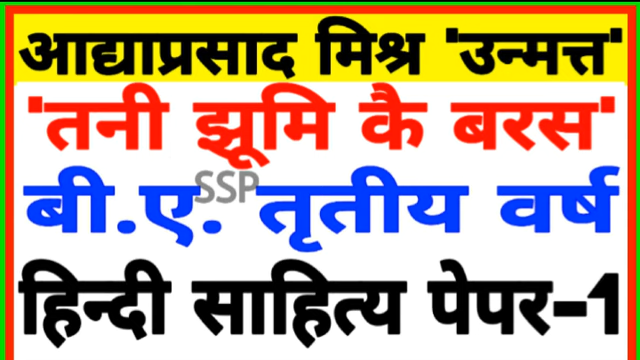 आद्याप्रसाद मिश्र 'उन्मत्त'
'तनी झूमि कै बरस'
SSP
बी.ए. तृतीय वर्ष
हिन्दी साहित्य पेपर-1